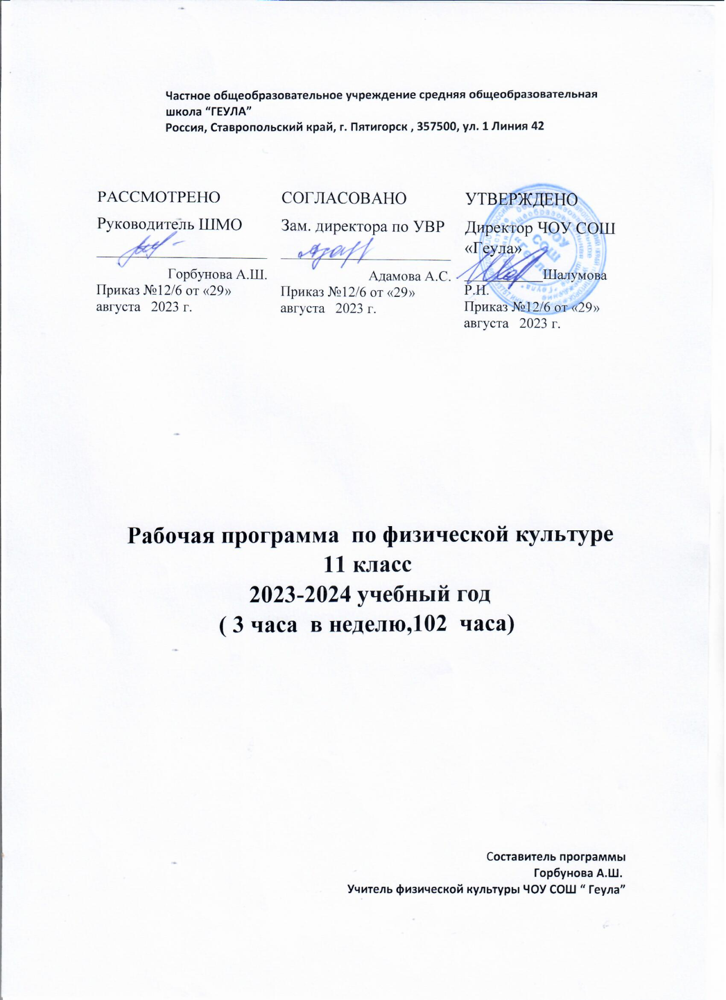 Частное общеобразовательное учреждение средняя общеобразовательная
школа “ГЕУЛА”
Россия, Ставропольский край, г. Пятигорск , 357500, ул. 1 Линия 42
РАССМОТРЕНО
Руководитель ШМО
Горбунова А.Ш.
Приказ №12/6 от «29»
августа 2023 г.
СОГЛАСОВАНО
Зам. директора по УВР
Адамова А.С.
Приказ №12/6 от «29»
августа 2023 г.
УТВЕРЖДЕНО
Директор ЧОУ СОШ
«Геула»
Шалумова
Р.Н.
Приказ №12/6 от «29»
августа 2023 г.
ЧОУ
СОШ
“Геула”
Рабочая программа по физической культуре
11 класс
2023-2024 учебный год
( 3 часа в неделю,102 часа)
Составитель программы
Горбунова А.Ш.
Учитель физической культуры ЧОУ СОШ “ Геула”